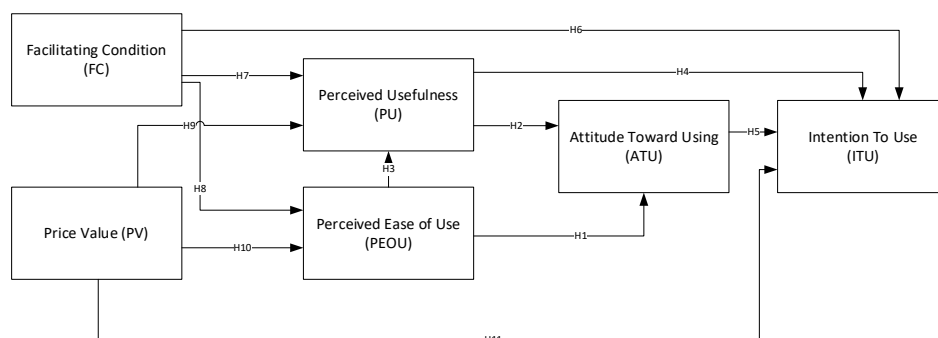 Facilitating Condition
(FC)
H6
H7
H4
Perceived Usefulness
(PU)
H9
H2
Attitude Toward Using
(ATU)
H5
Intention To Use
(ITU)
H3
H8
Price Value (PV)
Perceived Ease of Use
(PEOU)
H10
H1
H11